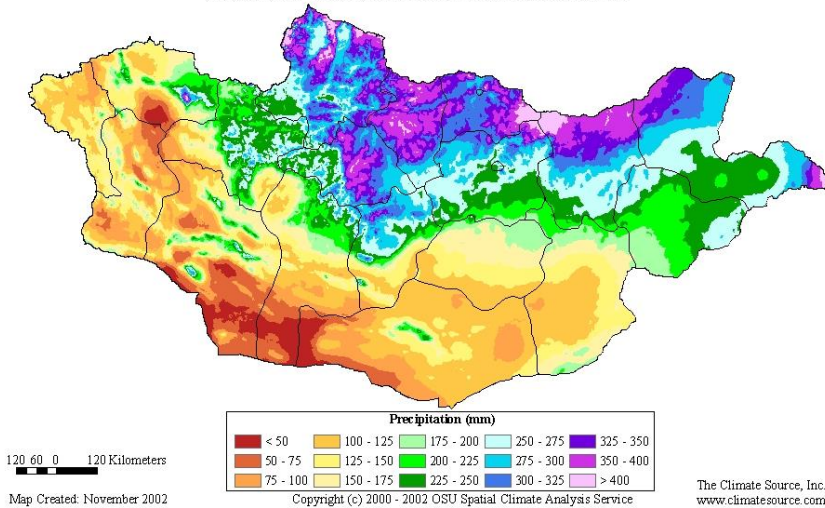 Precipitation (mm)
< 50
50 - 75
75 - 100
100 - 125
125 - 150
150 - 175
175 - 200
200 - 225
225 - 250
250 - 275
275 - 300
300 - 325
325 - 350
350 - 400
> 400
120 60 0 120 Kilometers
Map Created: November 2002
Copyright (c) 2000 - 2002 OSU Spatial Climate Analysis Service
The Climate Source, Inc.
www.climatesource.com